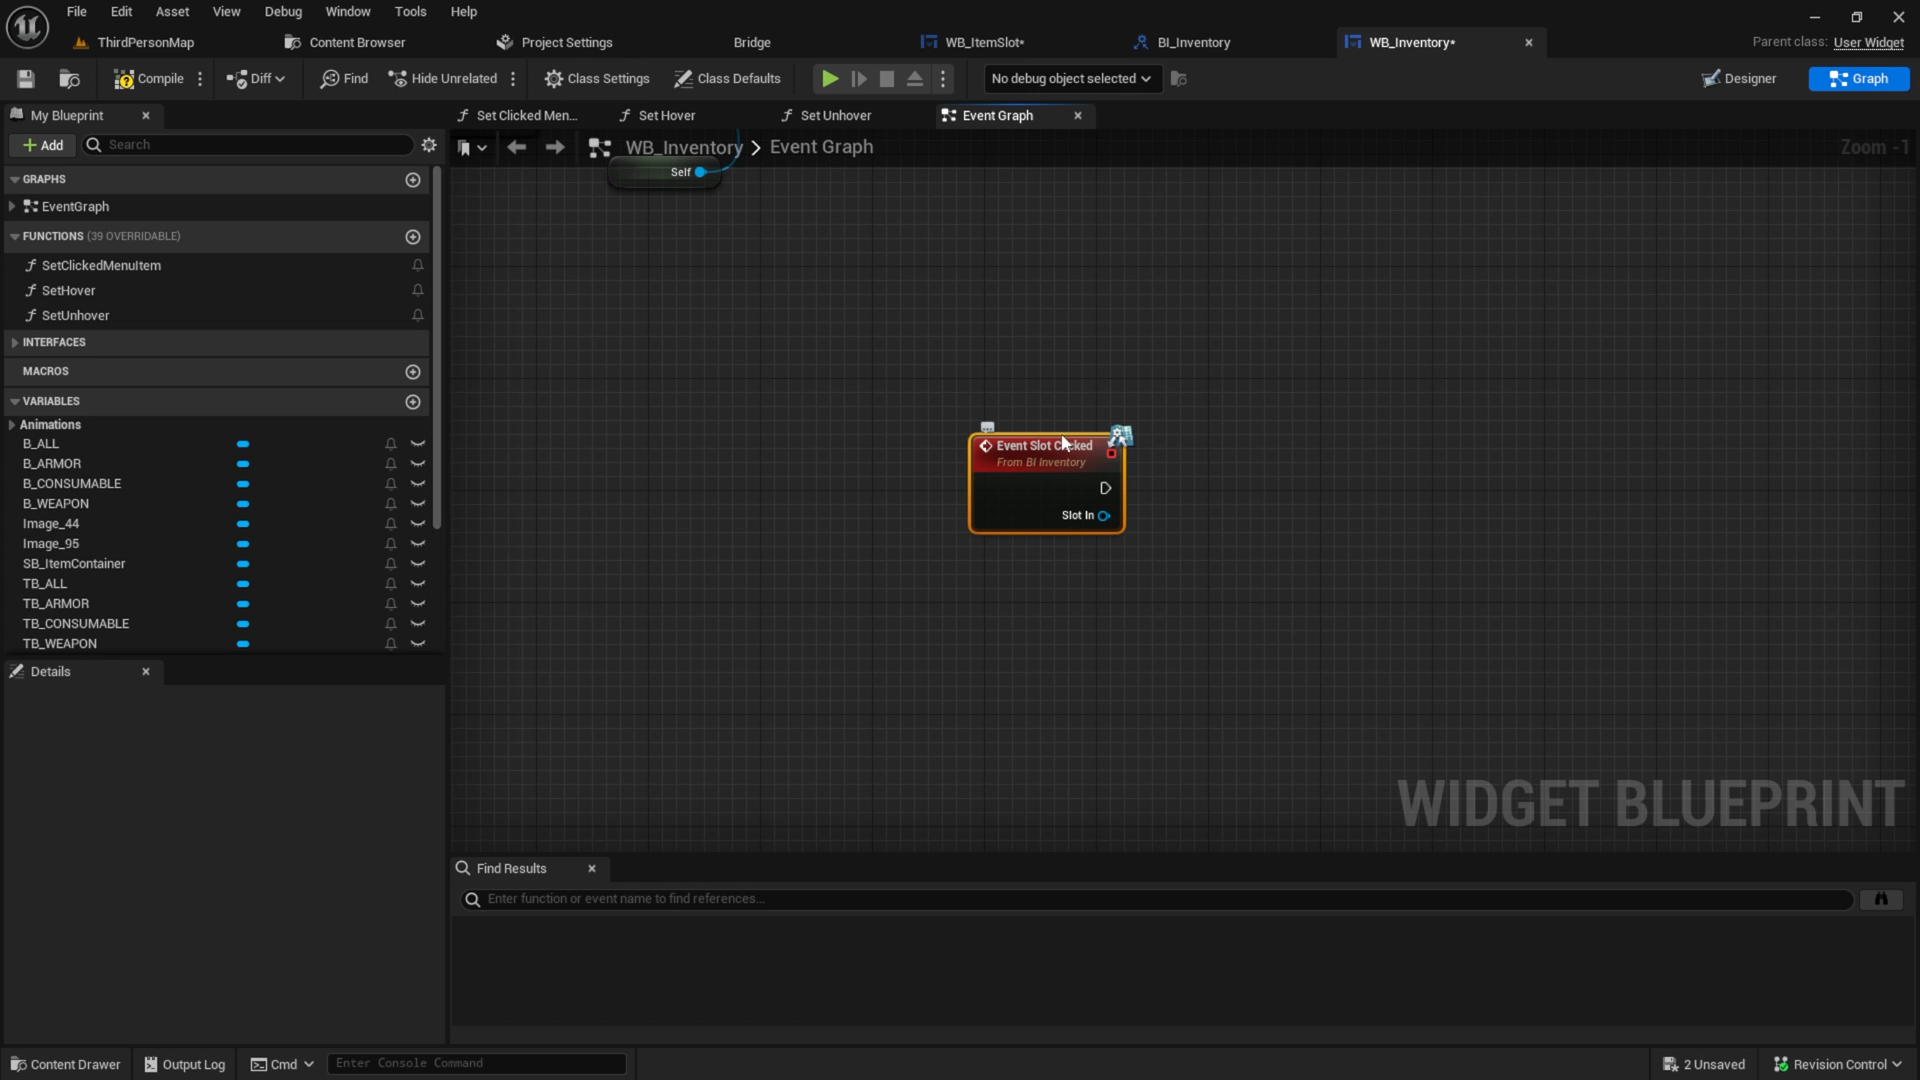 File Edit Asset View Debug Window Tools Help
ThirdPersonMap Content Browser Project Settings Bridge WB_ItemSlot* BI_Inventory WB_Inventory* Parent class: User Widget
Compile Diff Find Hide Unrelated Class Settings Class Defaults No debug object selected Designer Graph
My Blueprint Set Clicked Men... Set Hover Set Unhover Event Graph
Add Search WB_Inventory > Event Graph Zoom -1
Self
GRAPHS
EventGraph
FUNCTIONS (39 OVERRIDABLE)
SetClickedMenuItem
SetHover
SetUnhover
INTERFACES
MACROS
VARIABLES
Animations
B_ALL
B_ARMOR
B_CONSUMABLE
B_WEAPON
Image_44
Image_95
SB_ItemContainer
TB_ALL
TB_ARMOR
TB_CONSUMABLE
TB_WEAPON
Event Slot Clicked
From BI Inventory
Slot In
WIDGET BLUEPRINT
Details
Find Results
Enter function or event name to find references...
Content Drawer Output Log Cmd Enter Console Command 2 Unsaved Revision Control